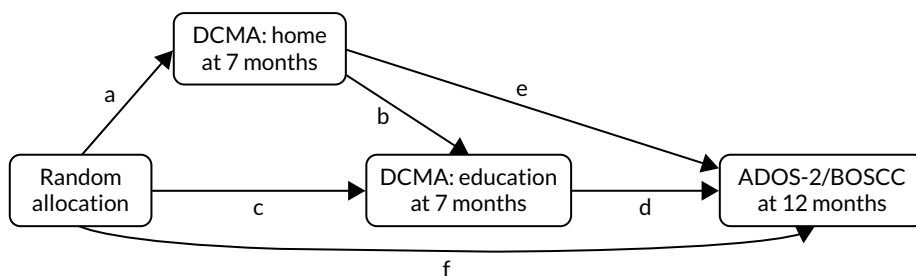 DCMA: home
at 7 months
a
e
b
Random
allocation
c
DCMA: education
at 7 months
d
ADOS-2/BOSCC
at 12 months
f